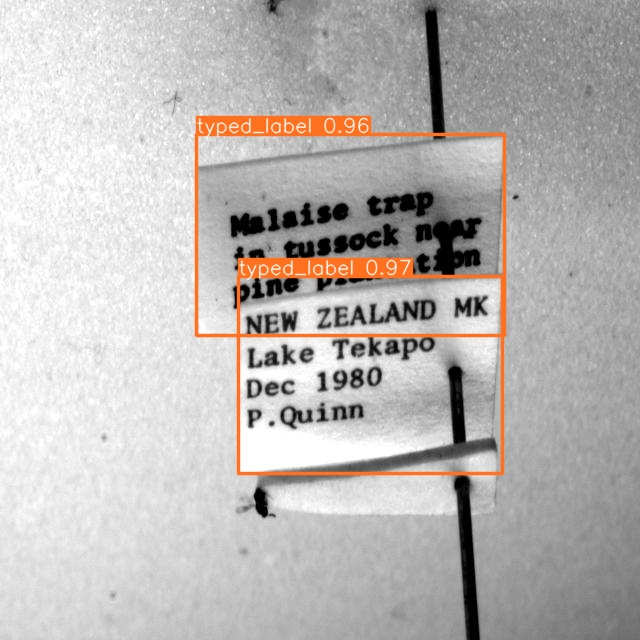 typed_label 0.96
Malaise trap
in tussock near
typed_label 0.97
pine plantation
NEW ZEALAND MK
Lake Tekapo
Dec 1980
P.Quinn